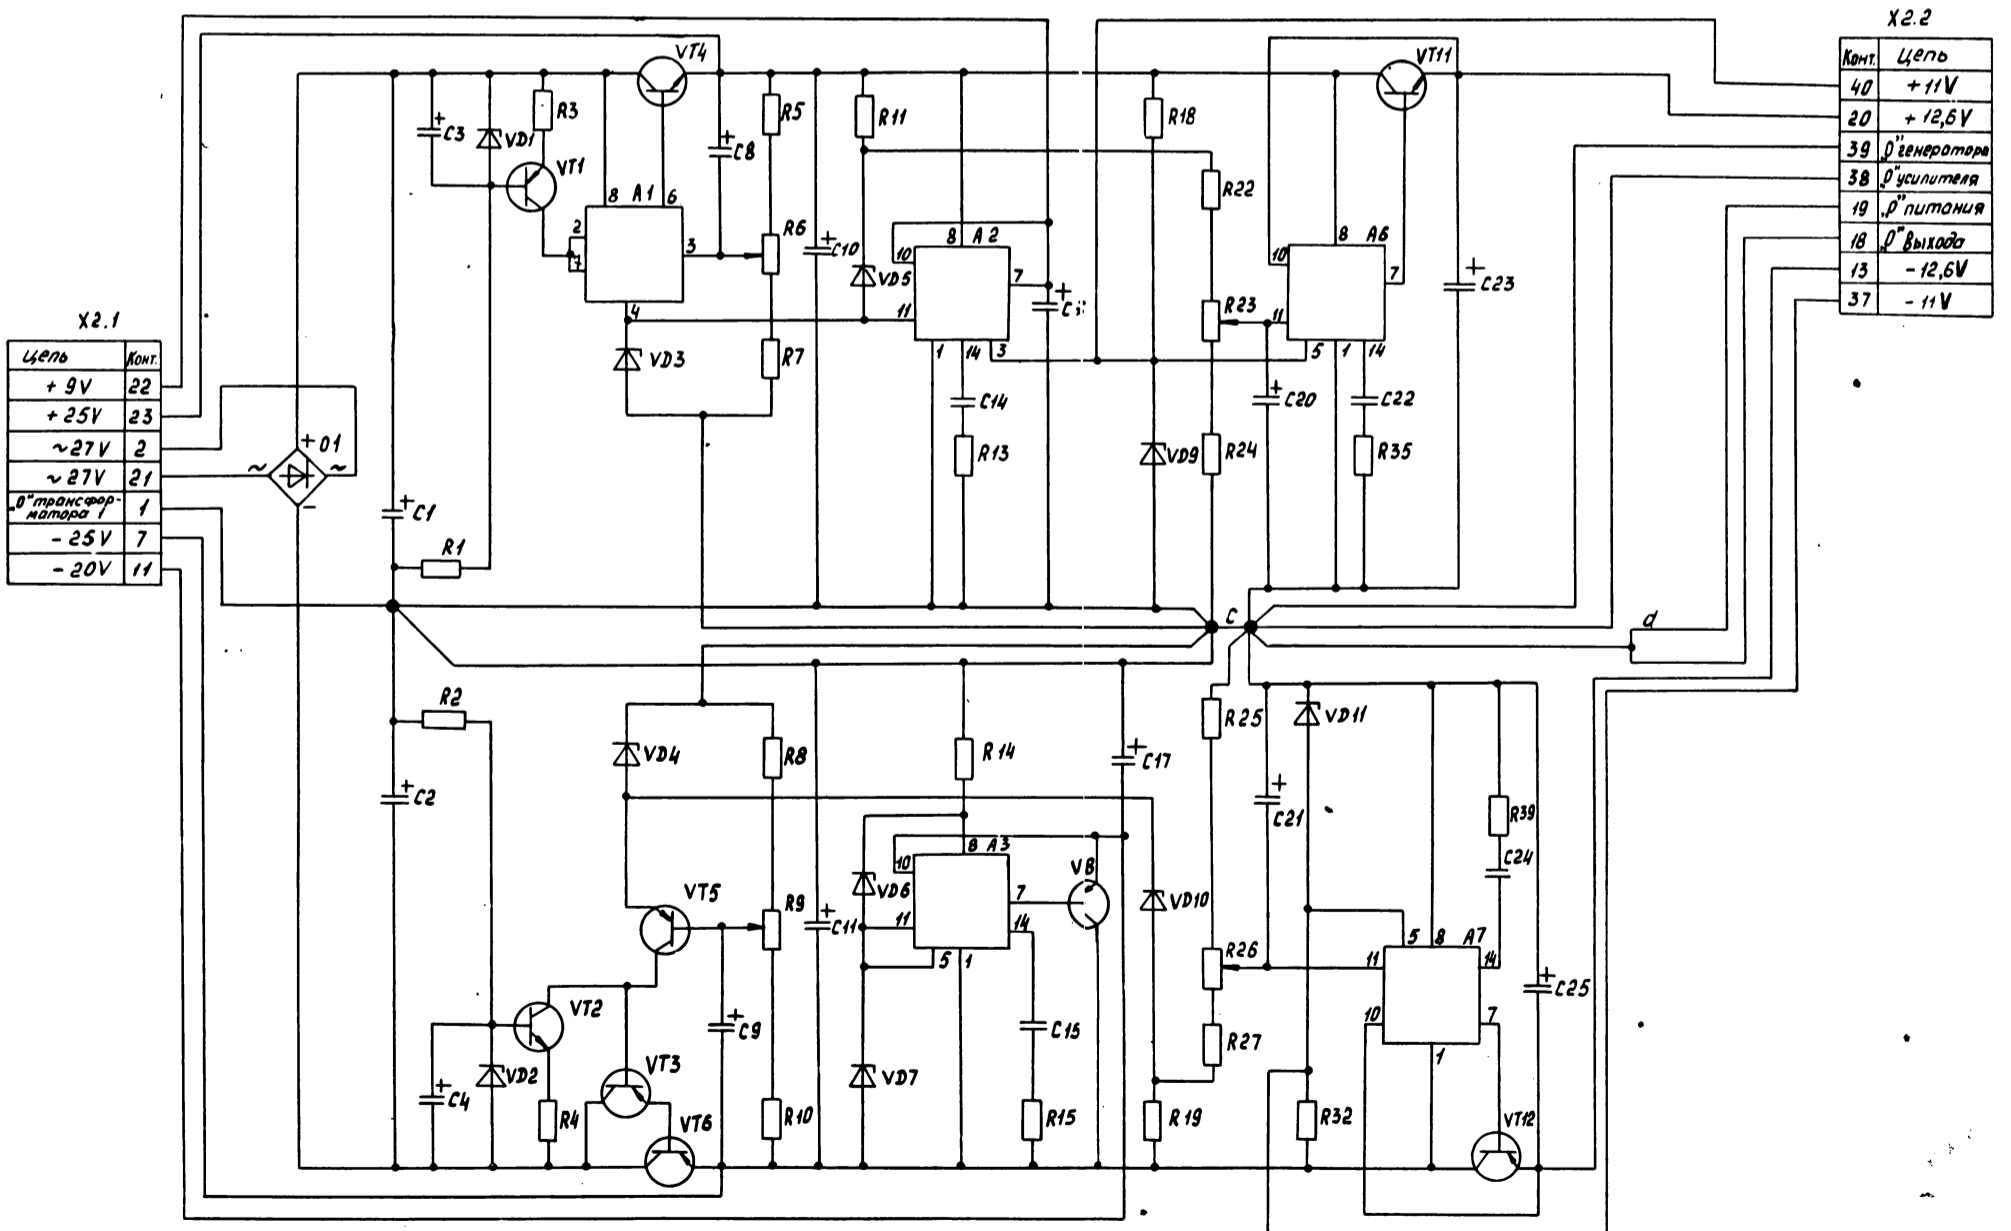 X2.1
Цепь Конт.
+ 9V 22
+ 25V 23
~27V 2
~27V 21
„0" трансфор-
матора 1 1
- 25V 7
- 20V 11
X2.2
Конт. Цепь
40 +11V
20 +12,6V
39 „0" генератора
38 „0" усилителя
19 „0" питания
18 „0" выхода
13 -12,6V
37 -11V
VT4
VT11
+ C3
VD1
R3
VT1
8 A1 6
2
7
3
4
+ C8
R5
R6
R7
VD3
+ C10
R11
VD5
8 A2
10
7
11
1 14 3
+
C14
R13
R18
VD9
R22
R23
R24
8 A6
10
7
11
5 1 14
+ C20
C22
R35
+ C23
+ 01
~ ~
-
+ C1
R1
C
d
R2
+ C2
VD4
R8
R14
+ C17
R25
VD11
+ C21
R39
C24
VT5
R9
+ C11
VD6
8 A3
10
7
11
14
5 1
VD10
R26
5 8 A7
11 14
10 7
1
+ C25
VT2
+ C9
C15
R27
VD2
+ C4
R4
VT3
VT6
R10
VD7
R15
R19
R32
VT12